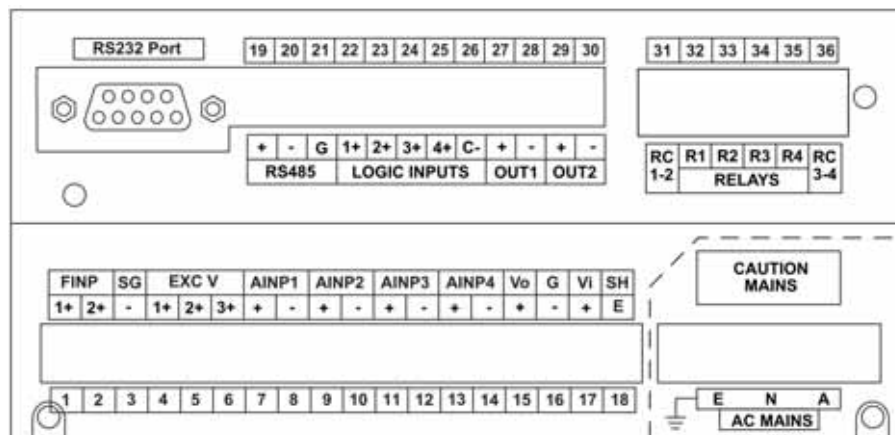 RS232 Port
19 20 21 22 23 24 25 26 27 28 29 30
31 32 33 34 35 36
+ - G 1+ 2+ 3+ 4+ C- + - + -
RS485 LOGIC INPUTS OUT1 OUT2
RC R1 R2 R3 R4 RC
1-2 RELAYS 3-4
FINP SG EXC V AINP1 AINP2 AINP3 AINP4 Vo G Vi SH
1+ 2+ - 1+ 2+ 3+ + - + - + - + - + - + E
CAUTION
MAINS
1 2 3 4 5 6 7 8 9 10 11 12 13 14 15 16 17 18
E N A
AC MAINS